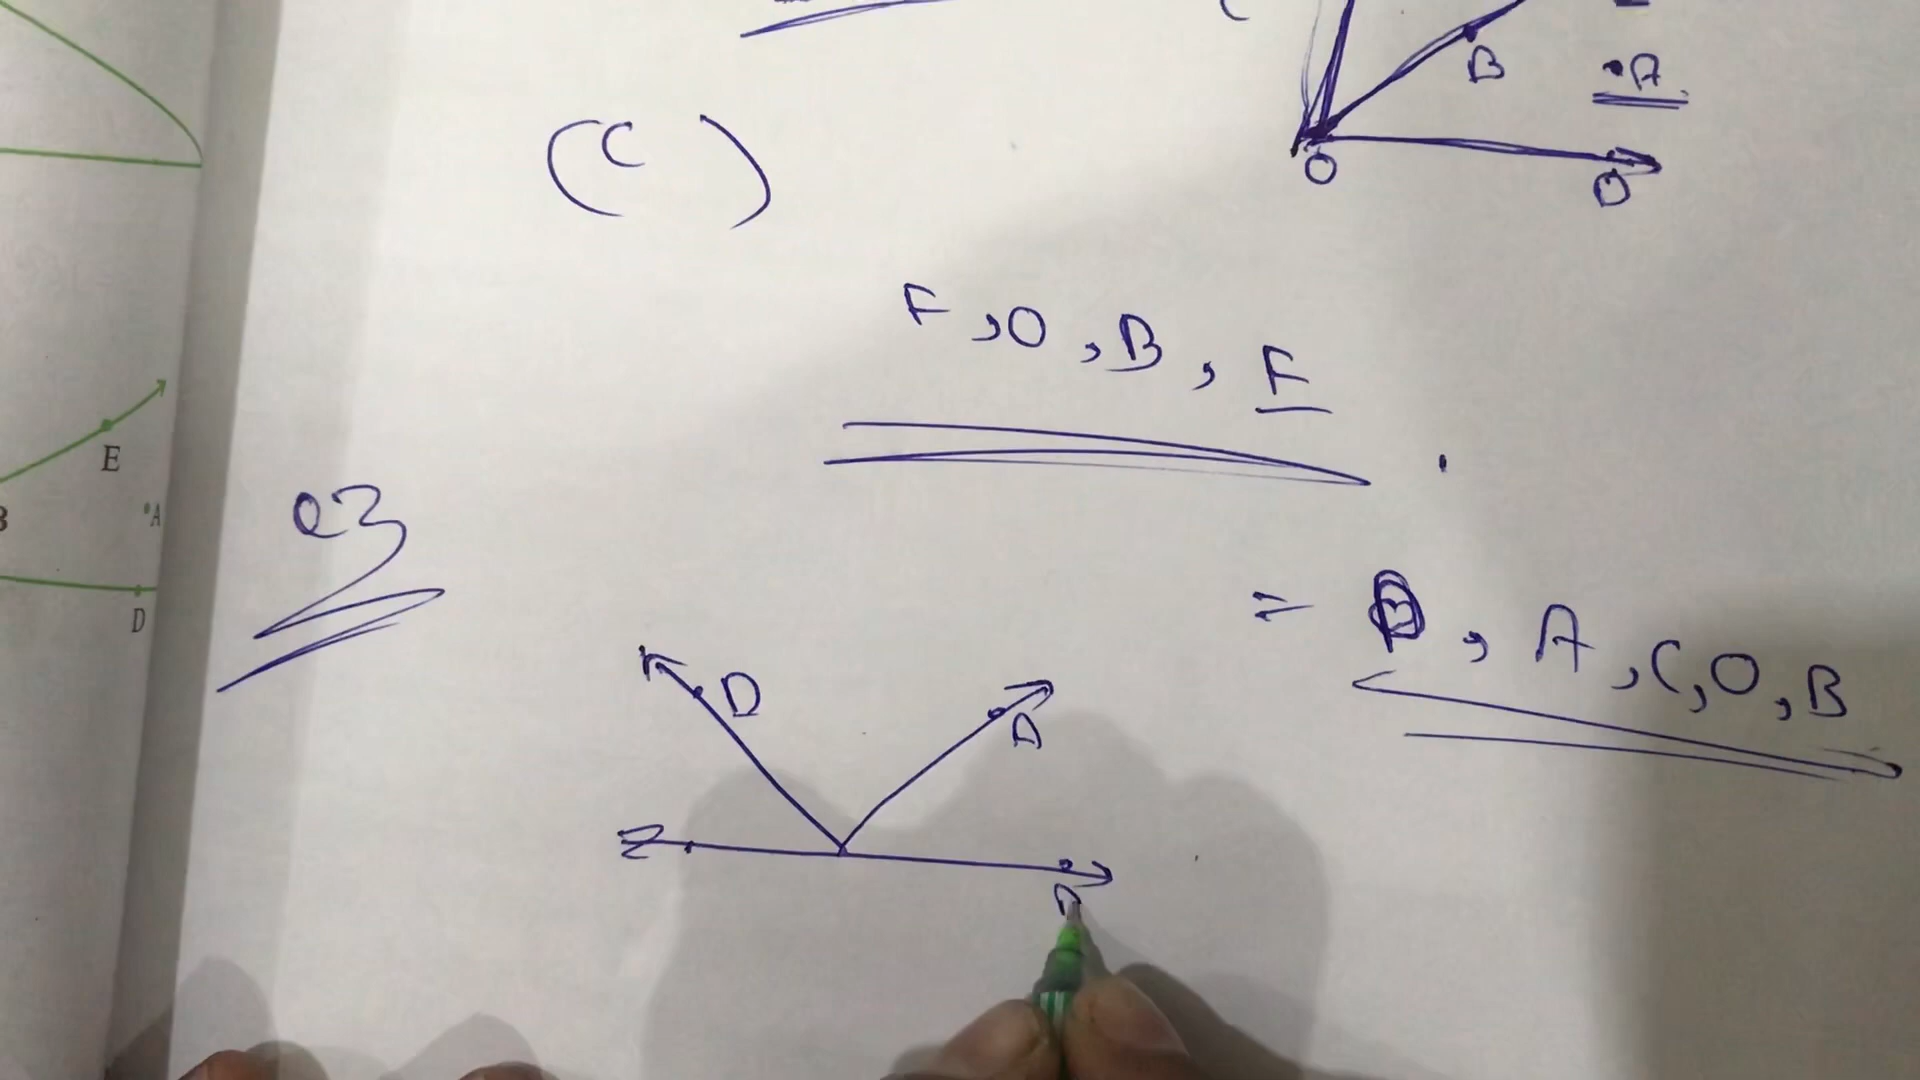 B
A
O
D
(C)
F, O, B, F
E
A
Q3
= D, A, C, O, B
D
D
D